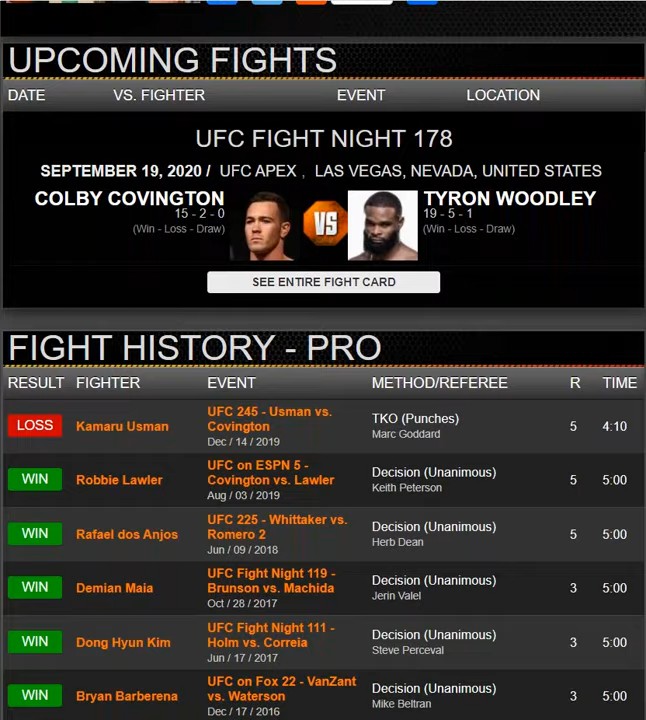 UPCOMING FIGHTS
DATE VS. FIGHTER EVENT LOCATION
UFC FIGHT NIGHT 178
SEPTEMBER 19, 2020 / UFC APEX , LAS VEGAS, NEVADA, UNITED STATES
COLBY COVINGTON VS TYRON WOODLEY
15 - 2 - 0 19 - 5 - 1
(Win - Loss - Draw) (Win - Loss - Draw)
SEE ENTIRE FIGHT CARD
FIGHT HISTORY - PRO
RESULT FIGHTER EVENT METHOD/REFEREE R TIME
LOSS Kamaru Usman UFC 245 - Usman vs. Covington Dec / 14 / 2019 TKO (Punches) Marc Goddard 5 4:10
WIN Robbie Lawler UFC on ESPN 5 - Covington vs. Lawler Aug / 03 / 2019 Decision (Unanimous) Keith Peterson 5 5:00
WIN Rafael dos Anjos UFC 225 - Whittaker vs. Romero 2 Jun / 09 / 2018 Decision (Unanimous) Herb Dean 5 5:00
WIN Demian Maia UFC Fight Night 119 - Brunson vs. Machida Oct / 28 / 2017 Decision (Unanimous) Jerin Valel 3 5:00
WIN Dong Hyun Kim UFC Fight Night 111 - Holm vs. Correia Jun / 17 / 2017 Decision (Unanimous) Steve Perceval 3 5:00
WIN Bryan Barberena UFC on Fox 22 - VanZant vs. Waterson Dec / 17 / 2016 Decision (Unanimous) Mike Beltran 3 5:00